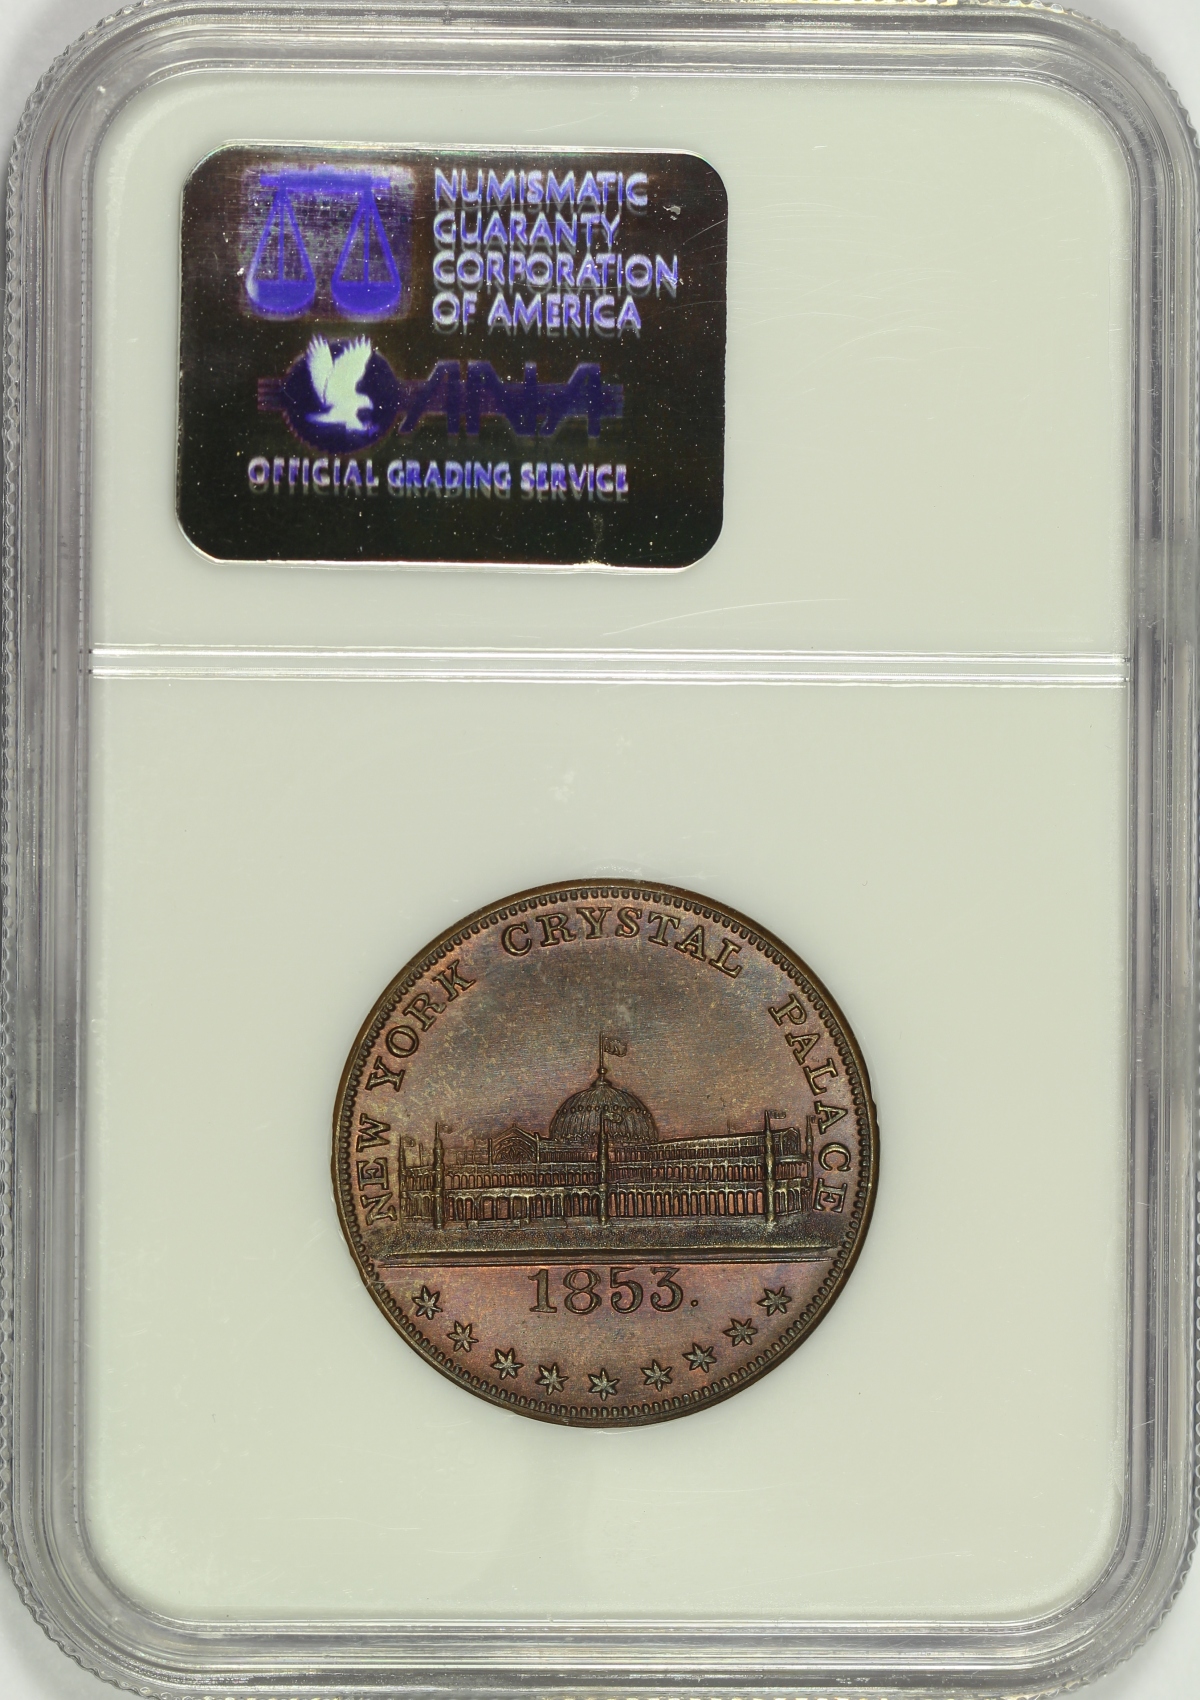 NUMISMATIC
GUARANTY
CORPORATION
OF AMERICA
ANA
OFFICIAL GRADING SERVICE
NEW YORK CRYSTAL PALACE
1853.